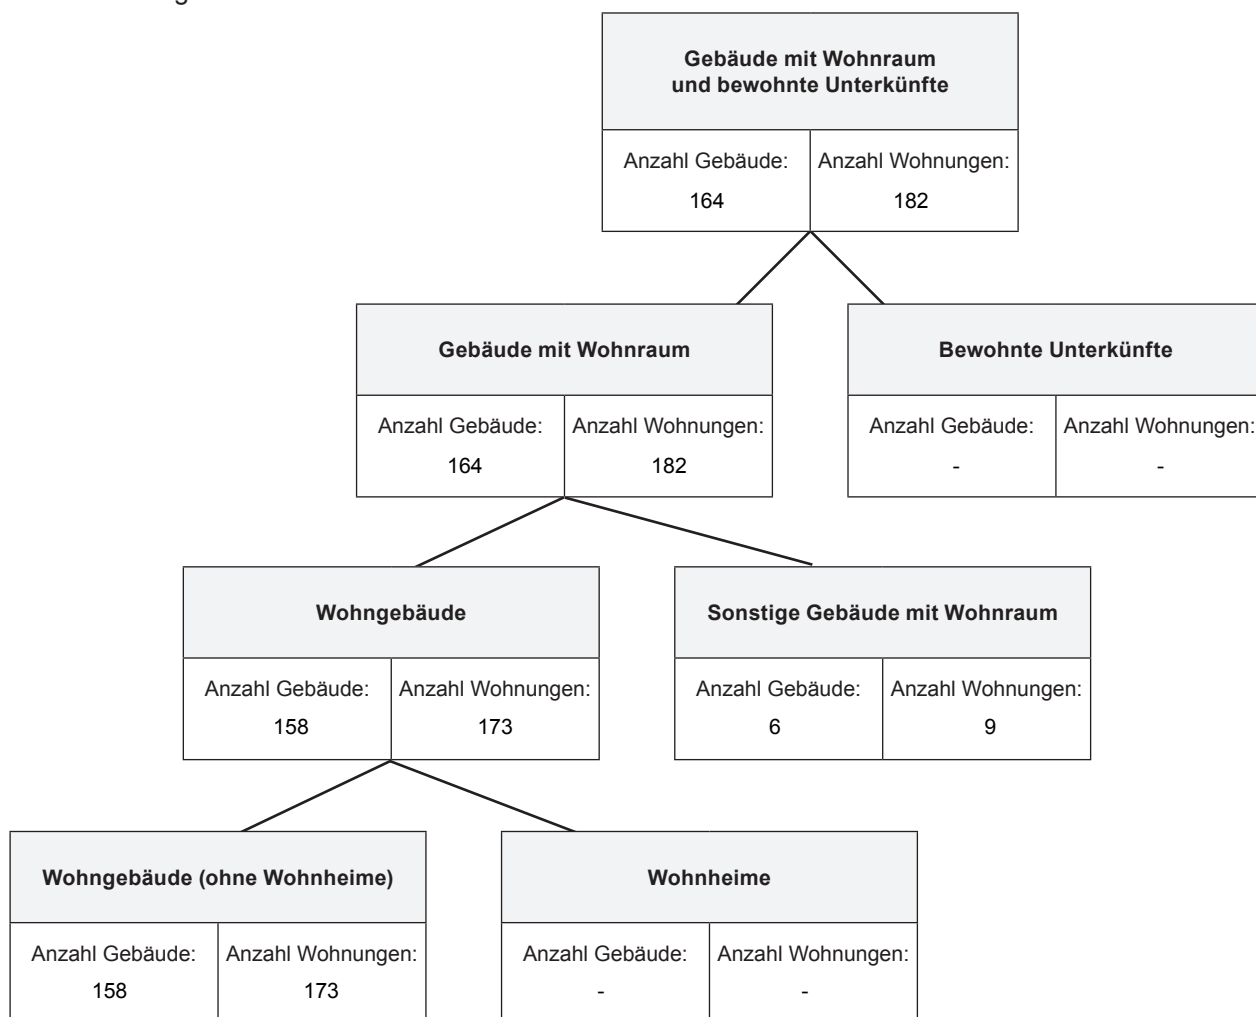 Gebäude mit Wohnraum
und bewohnte Unterkünfte
Anzahl Gebäude: Anzahl Wohnungen:
164 182
Gebäude mit Wohnraum
Anzahl Gebäude: Anzahl Wohnungen:
164 182
Bewohnte Unterkünfte
Anzahl Gebäude: Anzahl Wohnungen:
- -
Wohngebäude
Anzahl Gebäude: Anzahl Wohnungen:
158 173
Sonstige Gebäude mit Wohnraum
Anzahl Gebäude: Anzahl Wohnungen:
6 9
Wohngebäude (ohne Wohnheime)
Anzahl Gebäude: Anzahl Wohnungen:
158 173
Wohnheime
Anzahl Gebäude: Anzahl Wohnungen:
- -